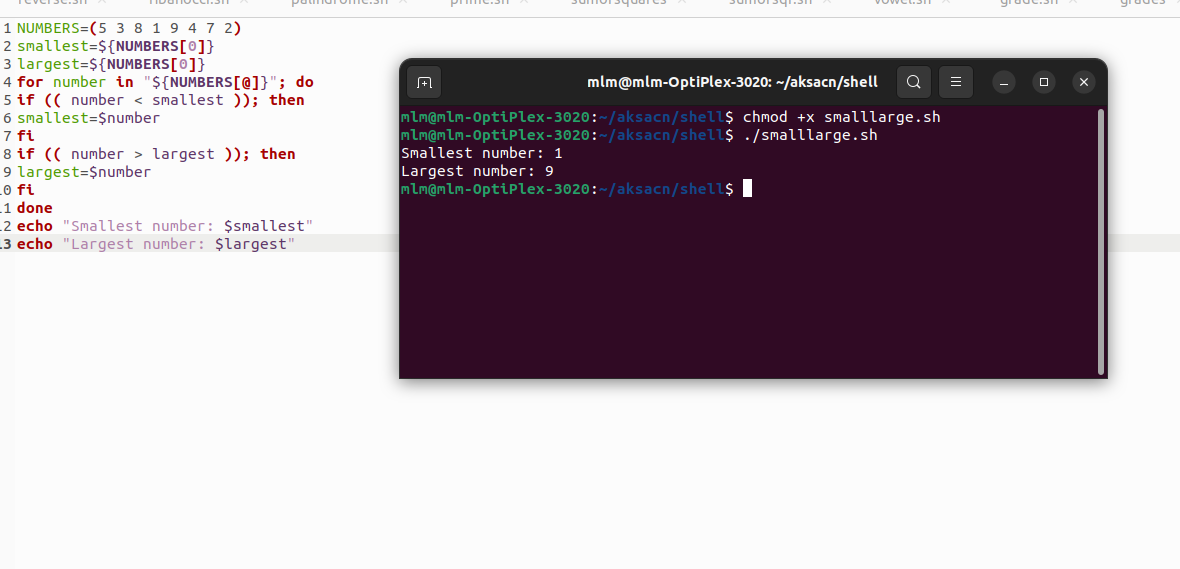 reverse.sh fibanocci.sh palindrome.sh prime.sh sumofsquares sumofsqr.sh vowel.sh grade.sh grades
1 NUMBERS=(5 3 8 1 9 4 7 2)
2 smallest=${NUMBERS[0]}
3 largest=${NUMBERS[0]}
4 for number in "${NUMBERS[@]}"; do
5 if (( number < smallest )); then
6 smallest=$number
7 fi
8 if (( number > largest )); then
9 largest=$number
10 fi
11 done
12 echo "Smallest number: $smallest"
13 echo "Largest number: $largest"
mlm@mlm-OptiPlex-3020: ~/aksacn/shell
mlm@mlm-OptiPlex-3020:~/aksacn/shell$ chmod +x smalllarge.sh
mlm@mlm-OptiPlex-3020:~/aksacn/shell$ ./smalllarge.sh
Smallest number: 1
Largest number: 9
mlm@mlm-OptiPlex-3020:~/aksacn/shell$